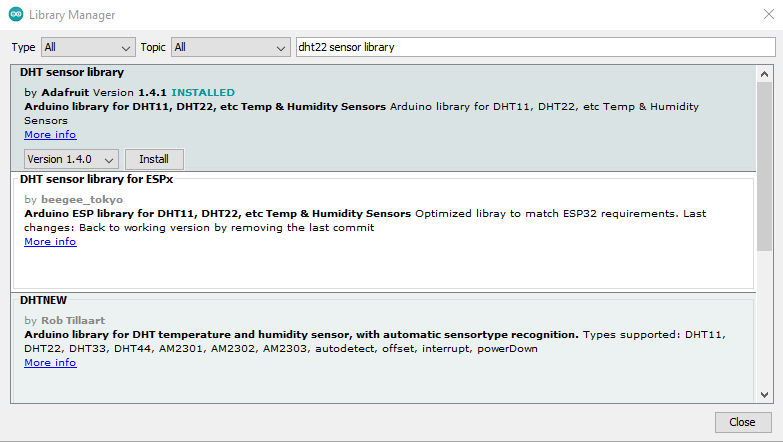 Library Manager
Type All Topic All dht22 sensor library
DHT sensor library
by Adafruit Version 1.4.1 INSTALLED
Arduino library for DHT11, DHT22, etc Temp & Humidity Sensors Arduino library for DHT11, DHT22, etc Temp & Humidity
Sensors
More info
Version 1.4.0 Install
DHT sensor library for ESPx
by beegee_tokyo
Arduino ESP library for DHT11, DHT22, etc Temp & Humidity Sensors Optimized libray to match ESP32 requirements. Last
changes: Back to working version by removing the last commit
More info
DHTNEW
by Rob Tillaart
Arduino library for DHT temperature and humidity sensor, with automatic sensortype recognition. Types supported: DHT11,
DHT22, DHT33, DHT44, AM2301, AM2302, AM2303, autodetect, offset, interrupt, powerDown
More info
Close